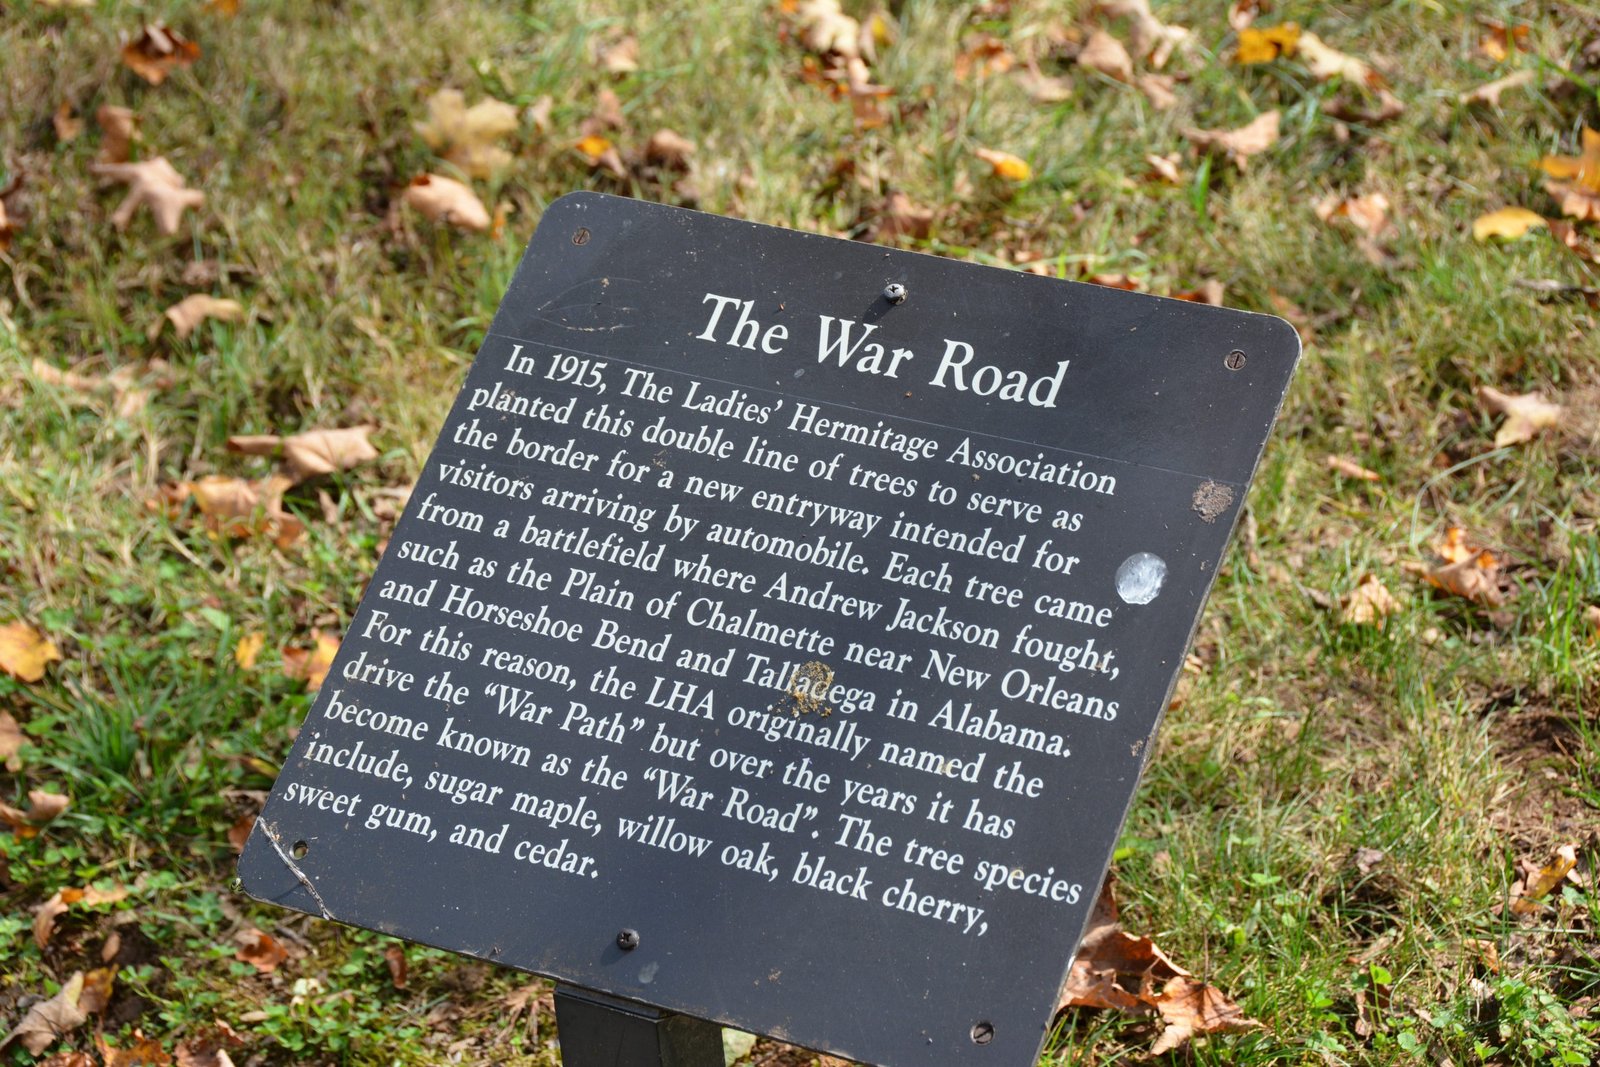 The War Road
In 1915, The Ladies' Hermitage Association
planted this double line of trees to serve as
the border for a new entryway intended for
visitors arriving by automobile. Each tree came
from a battlefield where Andrew Jackson fought,
such as the Plain of Chalmette near New Orleans
and Horseshoe Bend and Talladega in Alabama.
For this reason, the LHA originally named the
drive the “War Path” but over the years it has
become known as the “War Road”. The tree species
include, sugar maple, willow oak, black cherry,
sweet gum, and cedar.